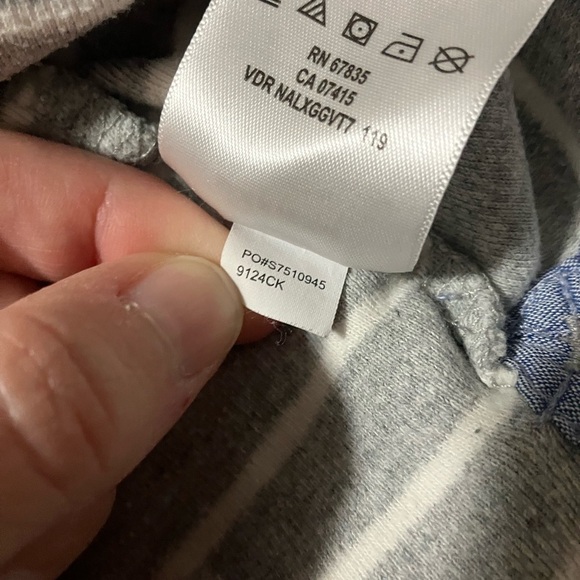 RN 67835
CA 07415
VDR NALXGGVT7 119
PO#S7510945
9124CK